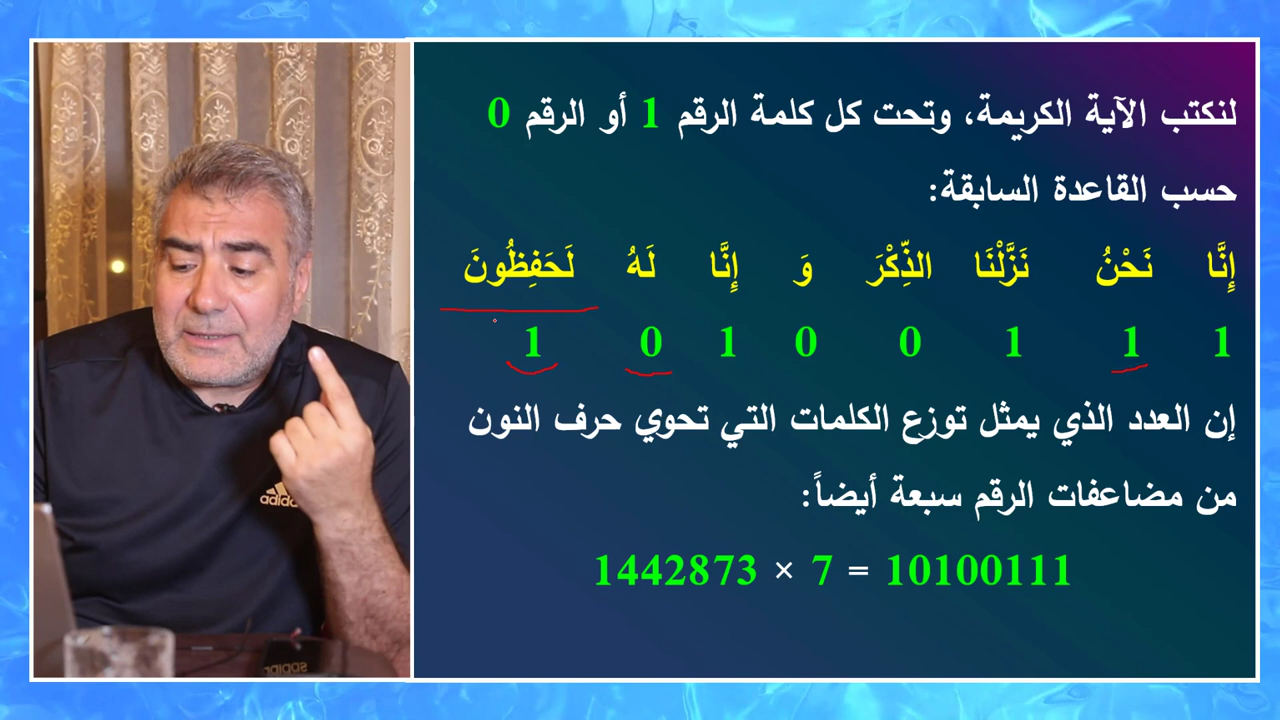 لنكتب الآية الكريمة، وتحت كل كلمة الرقم 1 أو الرقم 0
حسب القاعدة السابقة:
إِنَّا نَحْنُ نَزَّلْنَا الذِّكْرَ وَ إِنَّا لَهُ لَحَفِظُونَ
1 1 1 0 0 1 0 1
إن العدد الذي يمثل توزع الكلمات التي تحوي حرف النون
من مضاعفات الرقم سبعة أيضاً:
1442873 × 7 = 10100111
adidas